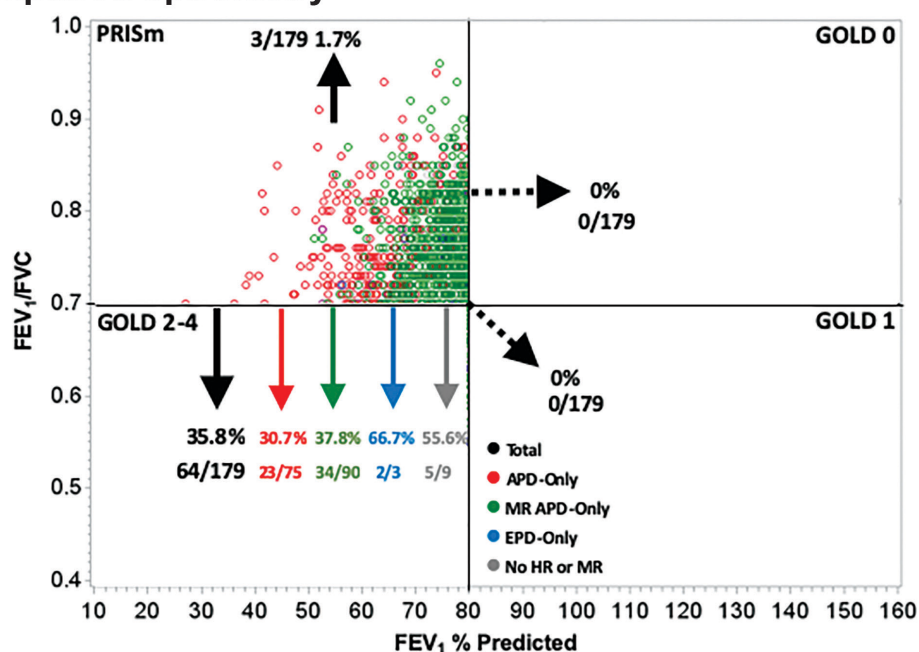 1.0
PRISm
3/179 1.7%
GOLD 0
0.9
0.8
0%
0/179
0.7
GOLD 2-4
GOLD 1
0.6
0%
0/179
35.8% 30.7% 37.8% 66.7% 55.6%
64/179 23/75 34/90 2/3 5/9
0.5
0.4
Total
APD-Only
MR APD-Only
EPD-Only
No HR or MR
FEV1/FVC
10 20 30 40 50 60 70 80 90 100 110 120 130 140 150 160
FEV1 % Predicted